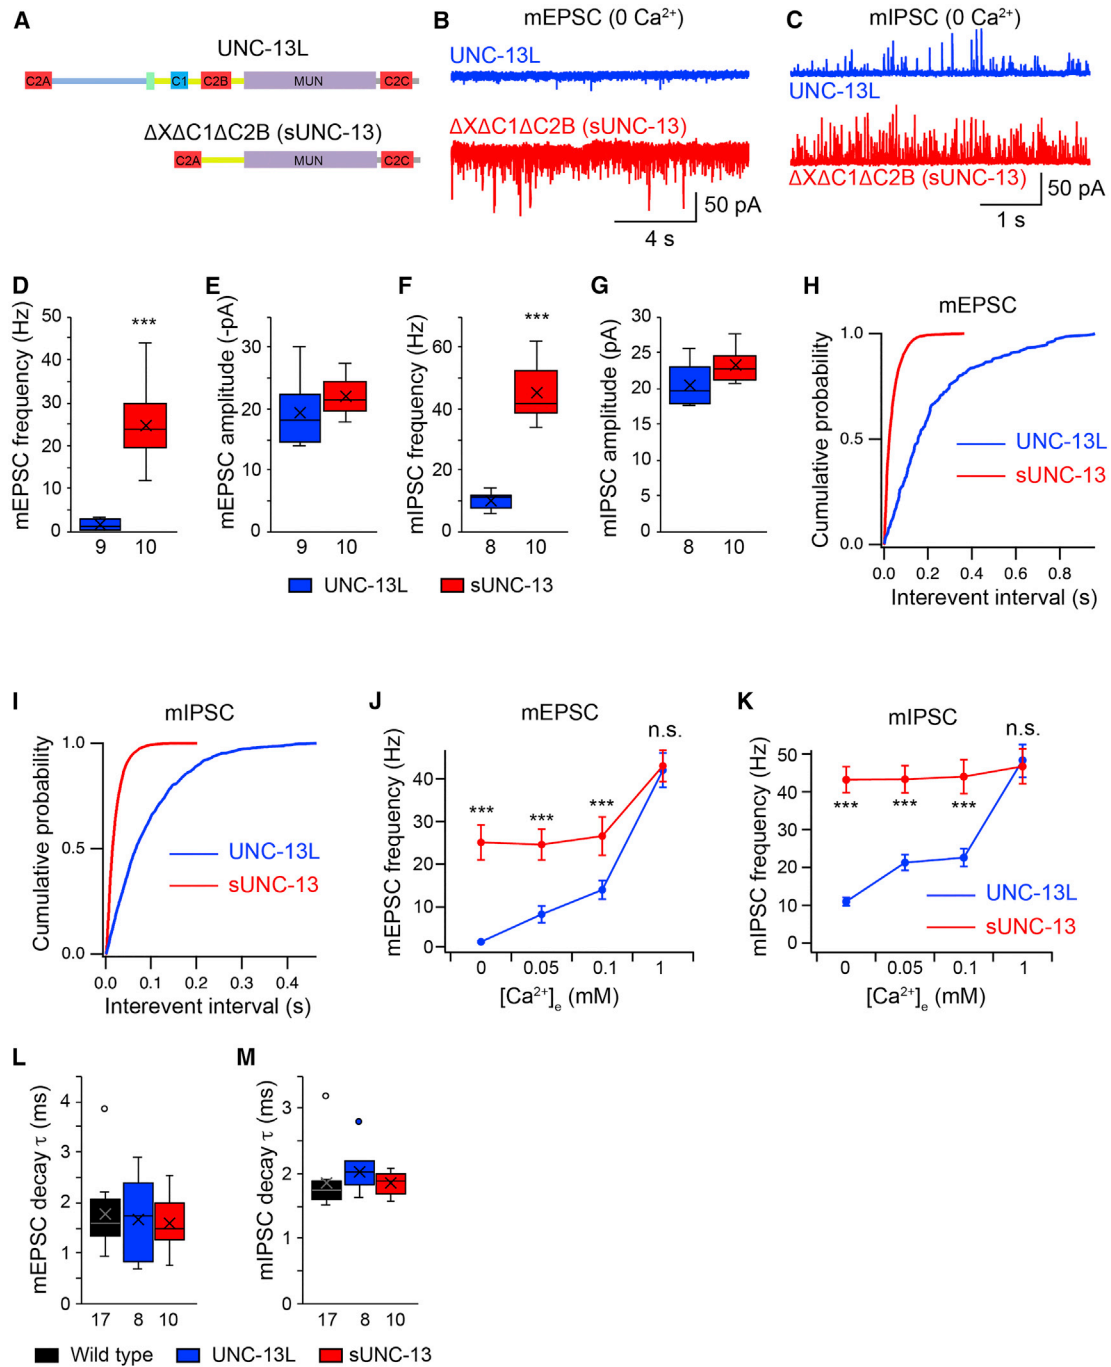 A
UNC-13L
C2A
C1
C2B
MUN
C2C
ΔXΔC1ΔC2B (sUNC-13)
C2A
MUN
C2C
B
mEPSC (0 Ca²⁺)
UNC-13L
ΔXΔC1ΔC2B (sUNC-13)
50 pA
4 s
C
mIPSC (0 Ca²⁺)
UNC-13L
ΔXΔC1ΔC2B (sUNC-13)
50 pA
1 s
D
mEPSC frequency (Hz)
50
40
30
20
10
0
***
9
10
E
mEPSC amplitude (-pA)
30
20
10
0
9
10
F
mIPSC frequency (Hz)
60
40
20
0
***
8
10
G
mIPSC amplitude (pA)
30
25
20
15
10
5
0
8
10
UNC-13L
sUNC-13
H
mEPSC
Cumulative probability
1.0
0.5
0.0
UNC-13L
sUNC-13
0.0
0.2
0.4
0.6
0.8
Interevent interval (s)
I
mIPSC
Cumulative probability
1.0
0.5
0.0
UNC-13L
sUNC-13
0.0
0.1
0.2
0.3
0.4
Interevent interval (s)
J
mEPSC
mEPSC frequency (Hz)
40
30
20
10
0
***
***
***
n.s.
0
0.05
0.1
1
[Ca²⁺]ₑ (mM)
K
mIPSC
mIPSC frequency (Hz)
50
40
30
20
10
0
***
***
***
n.s.
UNC-13L
sUNC-13
0
0.05
0.1
1
[Ca²⁺]ₑ (mM)
L
mEPSC decay τ (ms)
4
3
2
1
0
17
8
10
M
mIPSC decay τ (ms)
3
2
1
0
17
8
10
Wild type
UNC-13L
sUNC-13